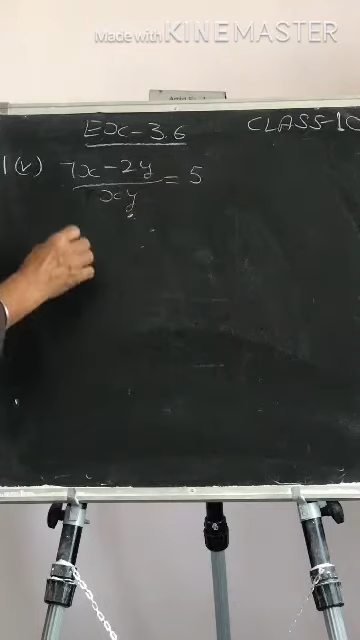 Made with KINEMASTER
EX-3.6
CLASS-10
1(v) 7x-2y/xy = 5